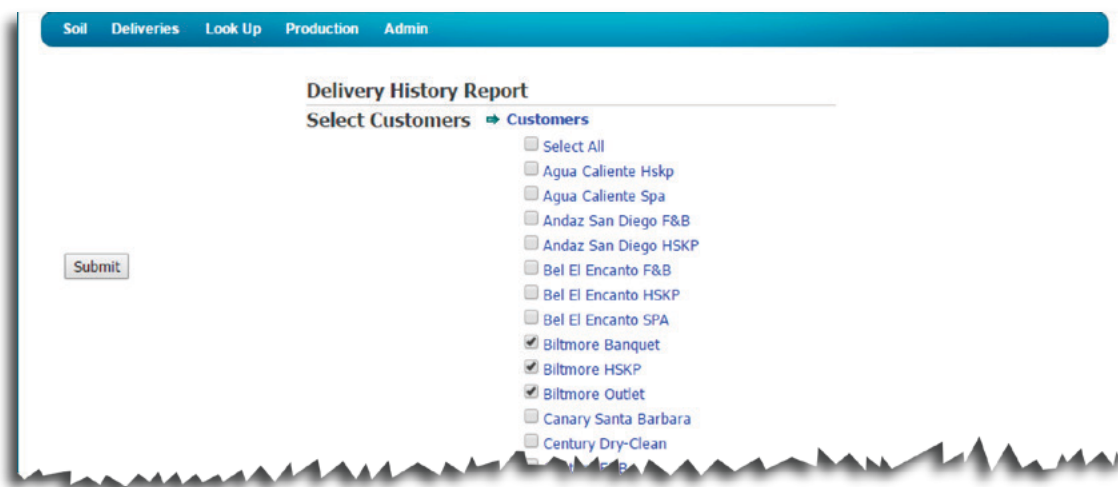 Soil Deliveries Look Up Production Admin
Delivery History Report
Select Customers Customers
Select All
Agua Caliente Hskp
Agua Caliente Spa
Andaz San Diego F&B
Andaz San Diego HSKP
Submit
Bel El Encanto F&B
Bel El Encanto HSKP
Bel El Encanto SPA
Biltmore Banquet
Biltmore HSKP
Biltmore Outlet
Canary Santa Barbara
Century Dry-Clean